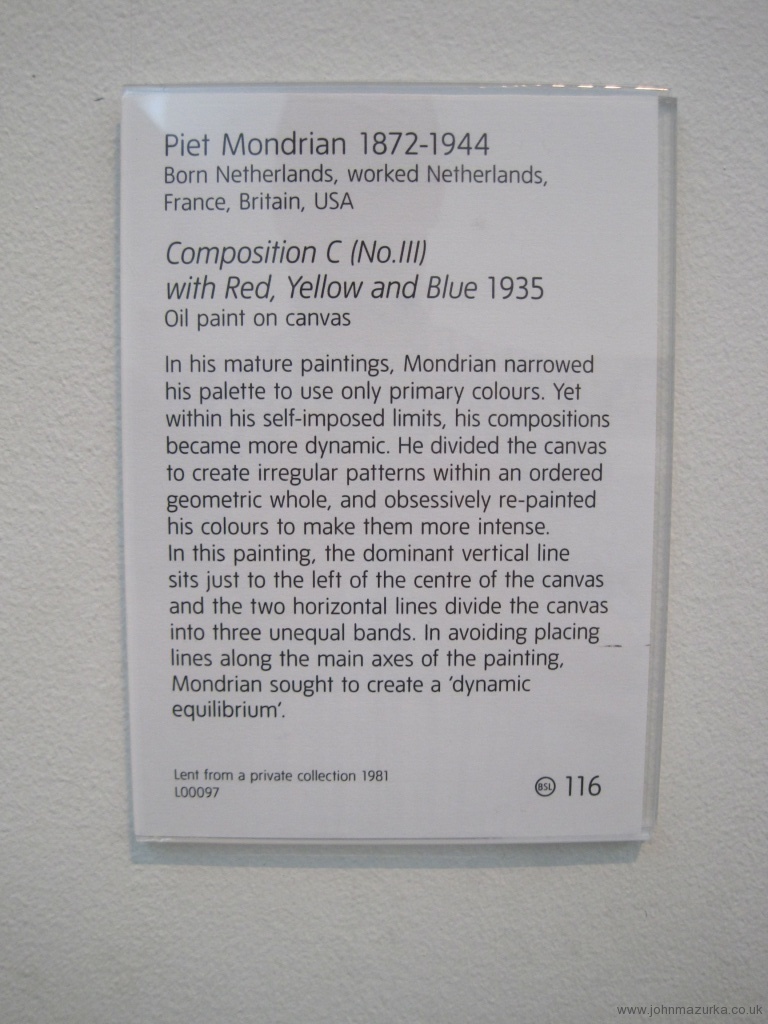 Piet Mondrian 1872-1944
Born Netherlands, worked Netherlands,
France, Britain, USA
Composition C (No.III)
with Red, Yellow and Blue 1935
Oil paint on canvas
In his mature paintings, Mondrian narrowed
his palette to use only primary colours. Yet
within his self-imposed limits, his compositions
became more dynamic. He divided the canvas
to create irregular patterns within an ordered
geometric whole, and obsessively re-painted
his colours to make them more intense.
In this painting, the dominant vertical line
sits just to the left of the centre of the canvas
and the two horizontal lines divide the canvas
into three unequal bands. In avoiding placing
lines along the main axes of the painting,
Mondrian sought to create a 'dynamic
equilibrium'.
Lent from a private collection 1981
L00097
BSL 116
www.johnmazurka.co.uk